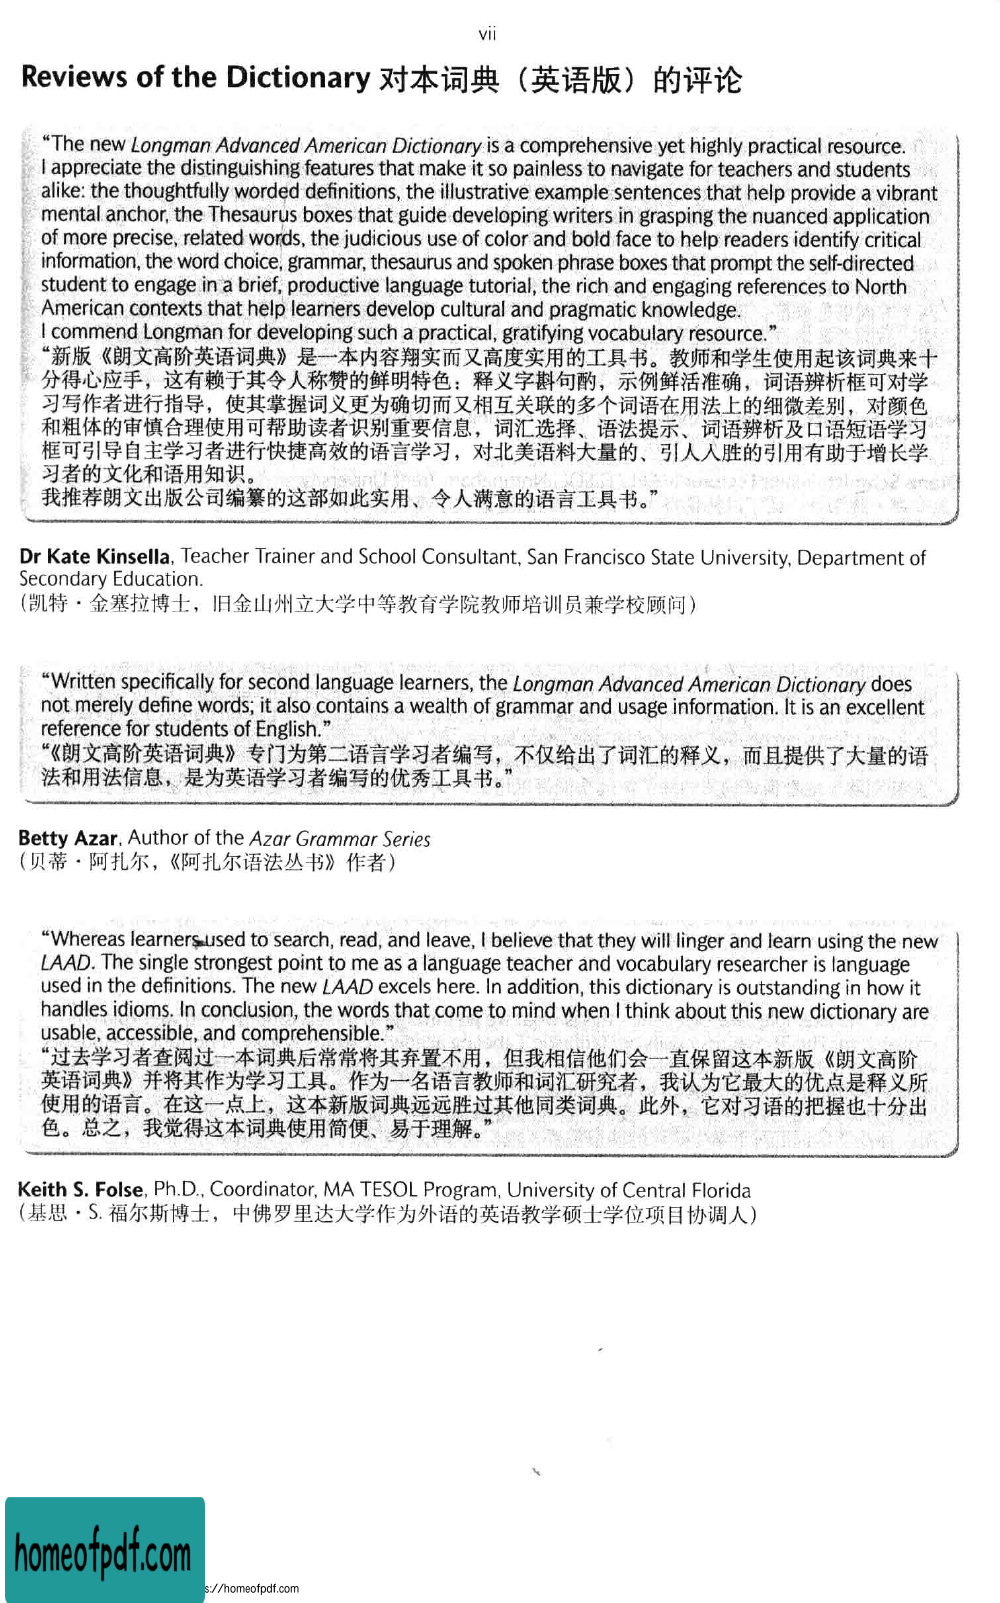 vii
Reviews of the Dictionary 对本词典（英语版）的评论
“The new Longman Advanced American Dictionary is a comprehensive yet highly practical resource.
I appreciate the distinguishing features that make it so painless to navigate for teachers and students
alike: the thoughtfully worded definitions, the illustrative example sentences that help provide a vibrant
mental anchor, the Thesaurus boxes that guide developing writers in grasping the nuanced application
of more precise, related words, the judicious use of color and bold face to help readers identify critical
information, the word choice, grammar, thesaurus and spoken phrase boxes that prompt the self-directed
student to engage in a brief, productive language tutorial, the rich and engaging references to North
American contexts that help learners develop cultural and pragmatic knowledge.
I commend Longman for developing such a practical, gratifying vocabulary resource.”
“新版《朗文高阶英语词典》是一本内容翔实而又高度实用的工具书。教师和学生使用起该词典来十
分得心应手，这有赖于其令人称赞的鲜明特色：释义字斟句酌，示例鲜活准确，词语辨析框可对学
习写作者进行指导，使其掌握词义更为确切而又相互关联的多个词语在用法上的细微差别，对颜色
和粗体的审慎合理使用可帮助读者识别重要信息，词汇选择、语法提示、词语辨析及口语短语学习
框可引导自主学习者进行快捷高效的语言学习，对北美语料大量的、引人入胜的引用有助于增长学
习者的文化和语用知识。
我推荐朗文出版公司编纂的这部如此实用、令人满意的语言工具书。”
Dr Kate Kinsella, Teacher Trainer and School Consultant, San Francisco State University, Department of
Secondary Education.
（凯特・金塞拉博士，旧金山州立大学中等教育学院教师培训员兼学校顾问）
“Written specifically for second language learners, the Longman Advanced American Dictionary does
not merely define words; it also contains a wealth of grammar and usage information. It is an excellent
reference for students of English.”
“《朗文高阶英语词典》专门为第二语言学习者编写，不仅给出了词汇的释义，而且提供了大量的语
法和用法信息，是为英语学习者编写的优秀工具书。”
Betty Azar, Author of the Azar Grammar Series
（贝蒂・阿扎尔，《阿扎尔语法丛书》作者）
“Whereas learners used to search, read, and leave, I believe that they will linger and learn using the new
LAAD. The single strongest point to me as a language teacher and vocabulary researcher is language
used in the definitions. The new LAAD excels here. In addition, this dictionary is outstanding in how it
handles idioms. In conclusion, the words that come to mind when I think about this new dictionary are
usable, accessible, and comprehensible.”
“过去学习者查阅过一本词典后常常将其弃置不用，但我相信他们会一直保留这本新版《朗文高阶
英语词典》并将其作为学习工具。作为一名语言教师和词汇研究者，我认为它最大的优点是释义所
使用的语言。在这一点上，这本新版词典远远胜过其他同类词典。此外，它对习语的把握也十分出
色。总之，我觉得这本词典使用简便、易于理解。”
Keith S. Folse, Ph.D., Coordinator, MA TESOL Program, University of Central Florida
（基思・S. 福尔斯博士，中佛罗里达大学作为外语的英语教学硕士学位项目协调人）
homeofpdf.com
s://homeofpdf.com